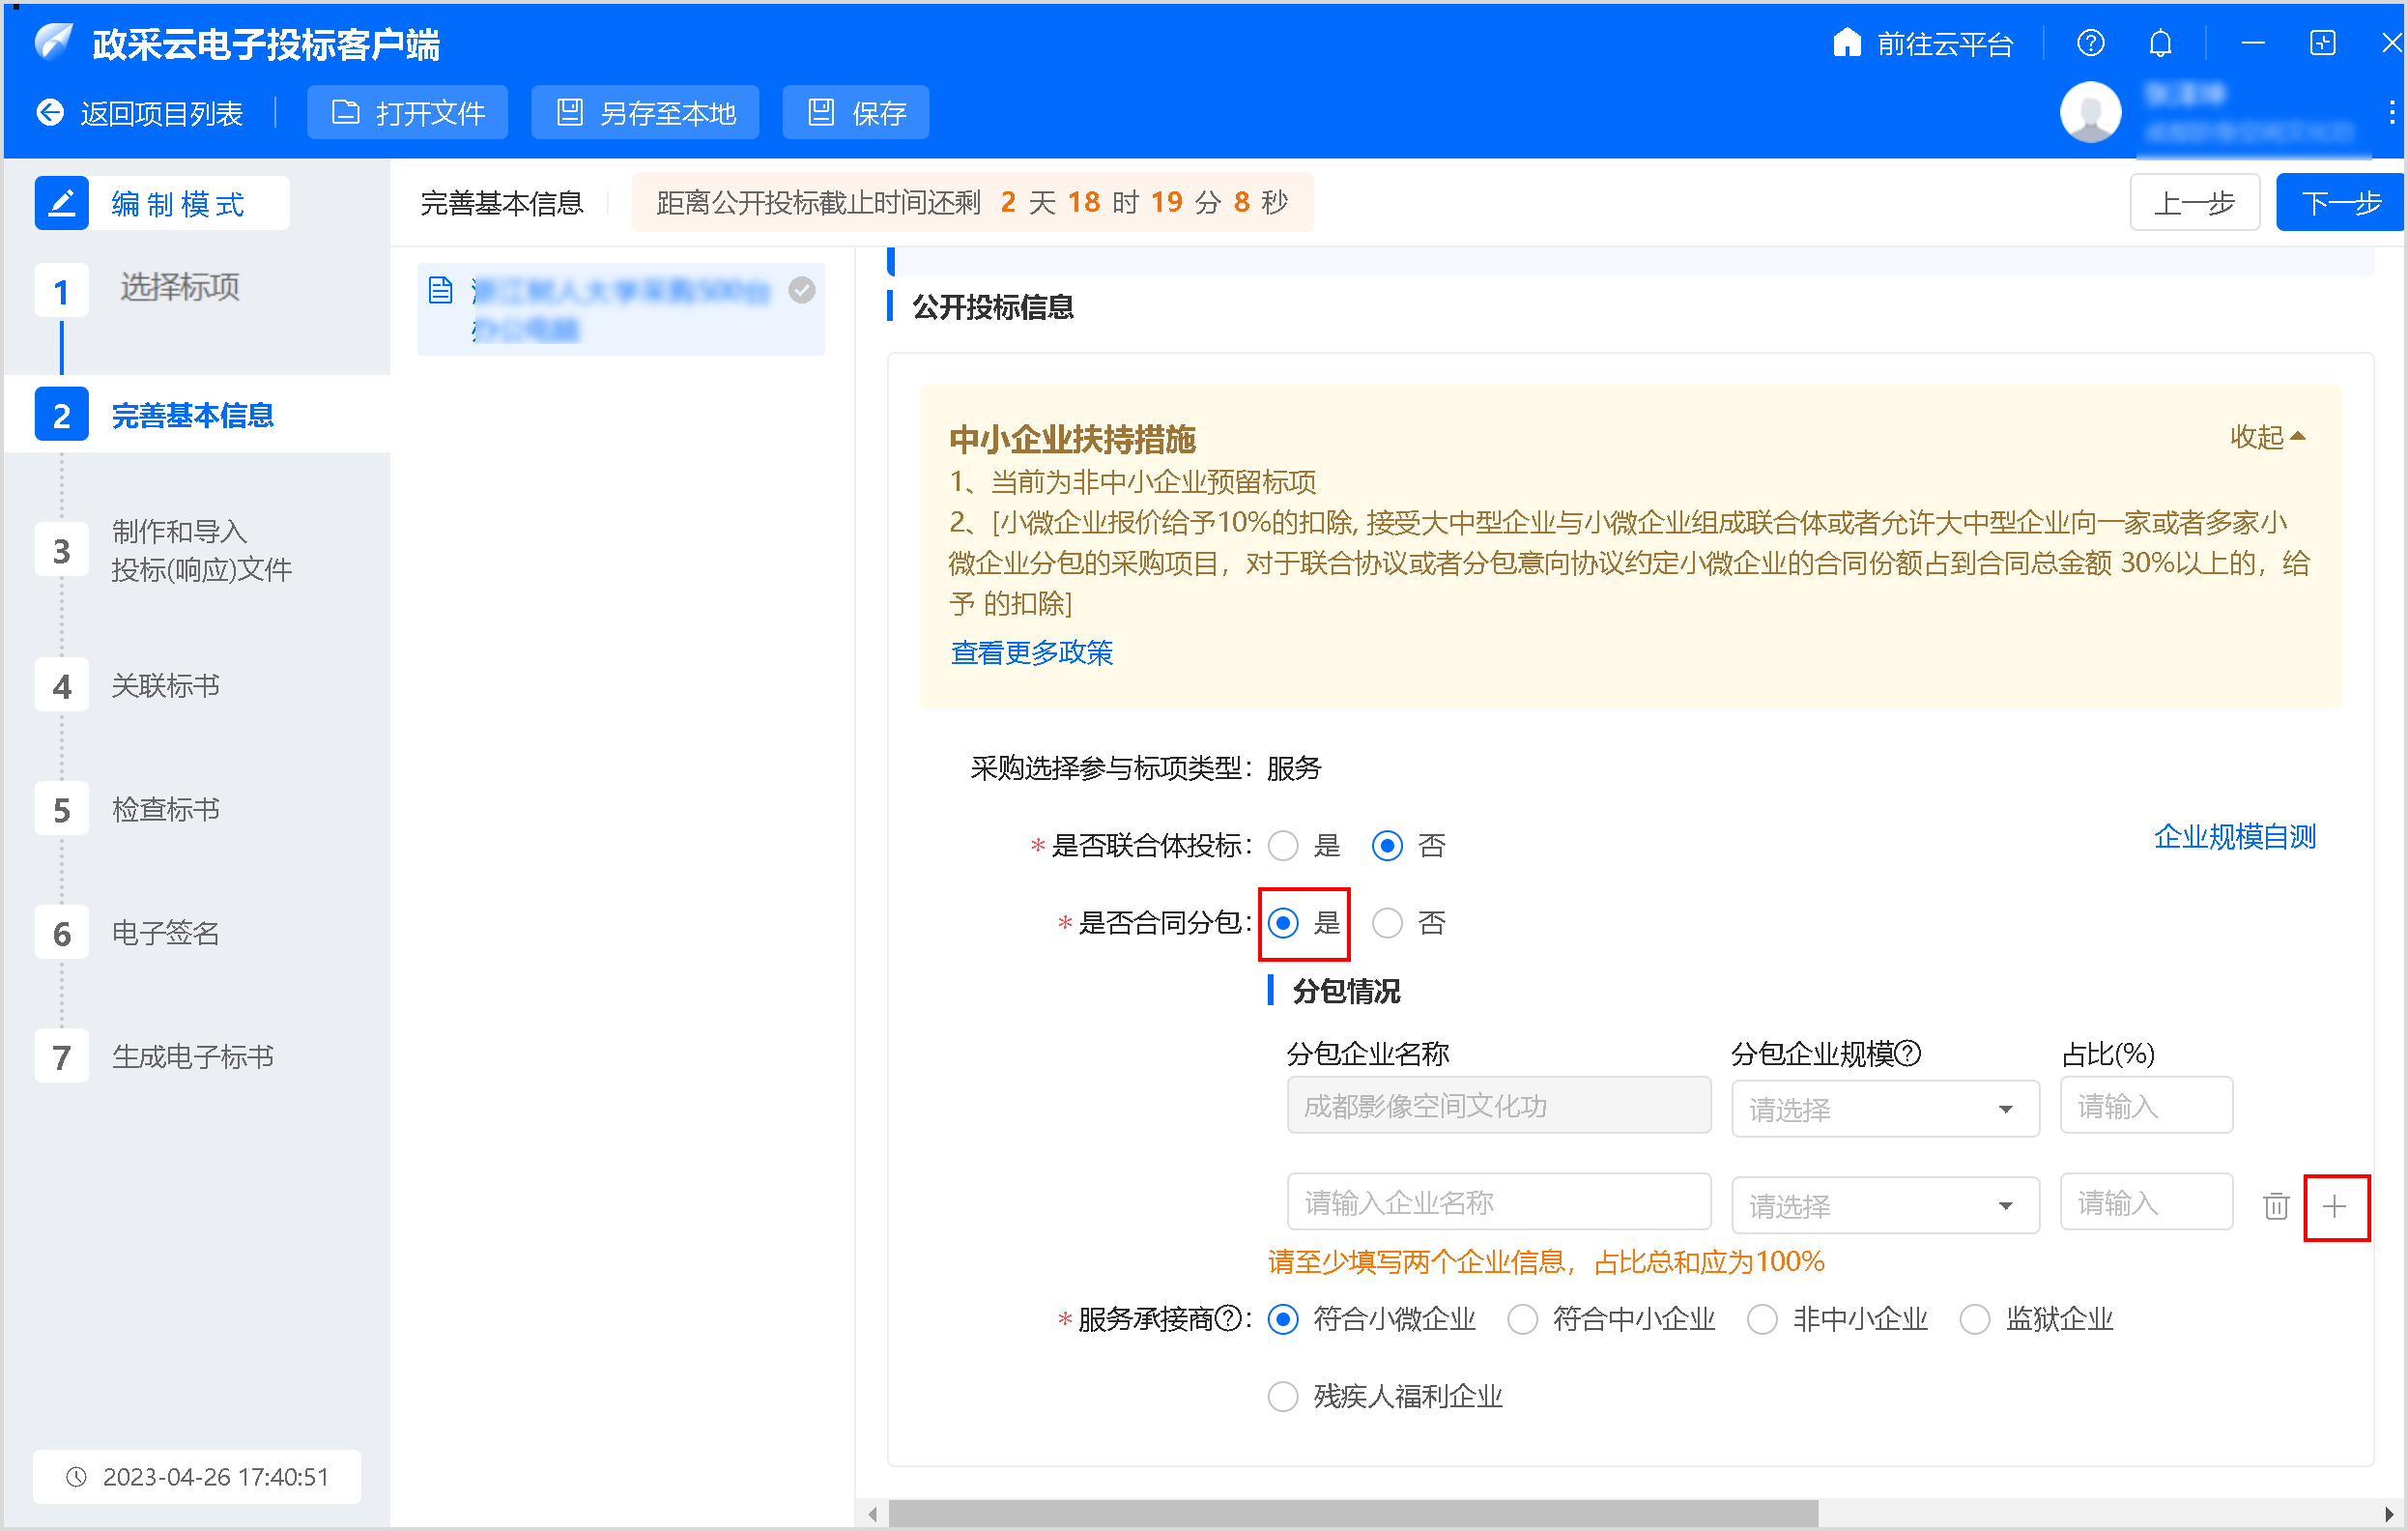 政采云电子投标客户端
前往云平台
返回项目列表
打开文件
另存至本地
保存
编制模式
完善基本信息
距离公开投标截止时间还剩 2 天 18 时 19 分 8 秒
上一步
下一步
1 选择标项
2 完善基本信息
3 制作和导入
投标(响应)文件
4 关联标书
5 检查标书
6 电子签名
7 生成电子标书
2023-04-26 17:40:51
公开投标信息
中小企业扶持措施
收起
1、当前为非中小企业预留标项
2、[小微企业报价给予10%的扣除, 接受大中型企业与小微企业组成联合体或者允许大中型企业向一家或者多家小
微企业分包的采购项目，对于联合协议或者分包意向协议约定小微企业的合同份额占到合同总金额 30%以上的，给
予 的扣除]
查看更多政策
采购选择参与标项类型：服务
*是否联合体投标： 是 否
企业规模自测
*是否合同分包： 是 否
分包情况
分包企业名称 分包企业规模? 占比(%)
成都影像空间文化功 请选择 请输入
请输入企业名称 请选择 请输入
请至少填写两个企业信息，占比总和应为100%
*服务承接商?： 符合小微企业 符合中小企业 非中小企业 监狱企业
残疾人福利企业